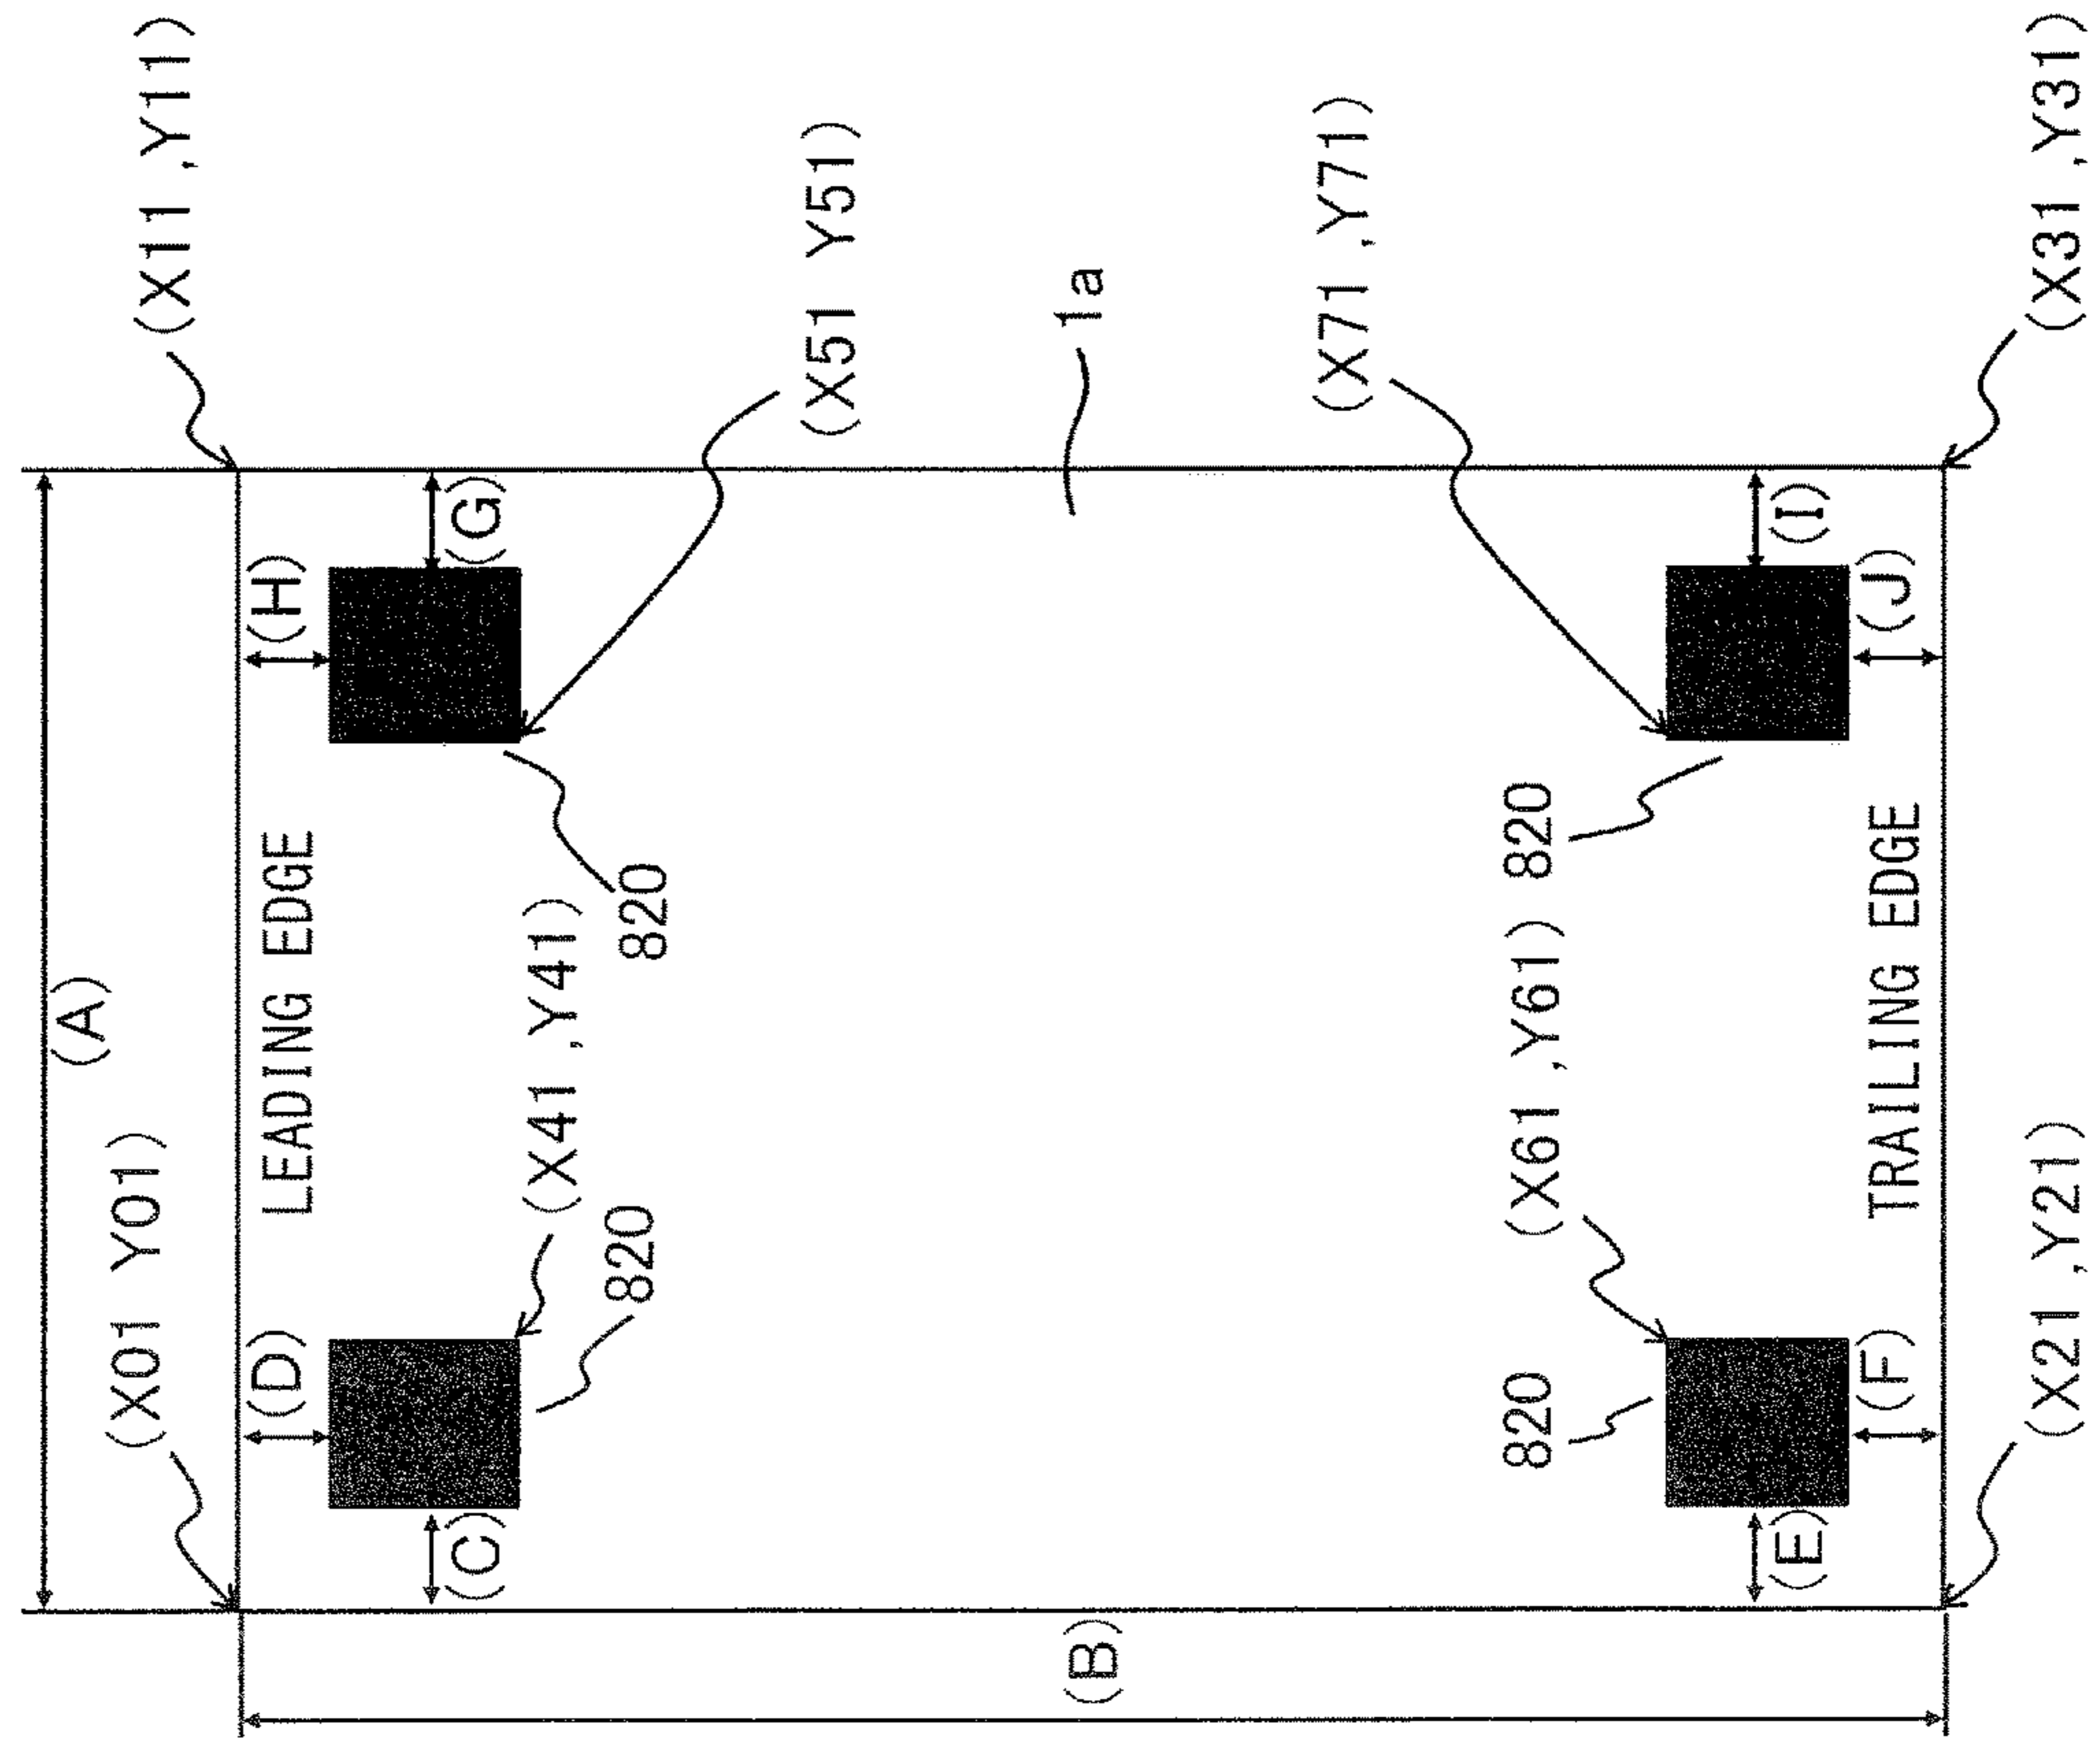 (A)
(X01 Y01)
(X11 ,Y11)
(D)
LEADING EDGE
(H)
(C)
(G)
(X41 ,Y41)
820
820
(X51 Y51)
(B)
1a
(X61 ,Y61)
820
820
(X71 ,Y71)
(E)
(I)
(F)
(J)
TRAILING EDGE
(X21 ,Y21)
(X31 ,Y31)